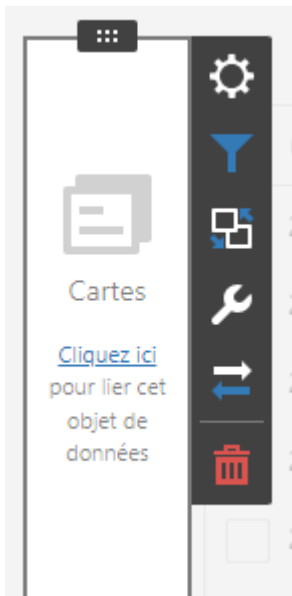 Cartes
Cliquez ici
pour lier cet
objet de
données